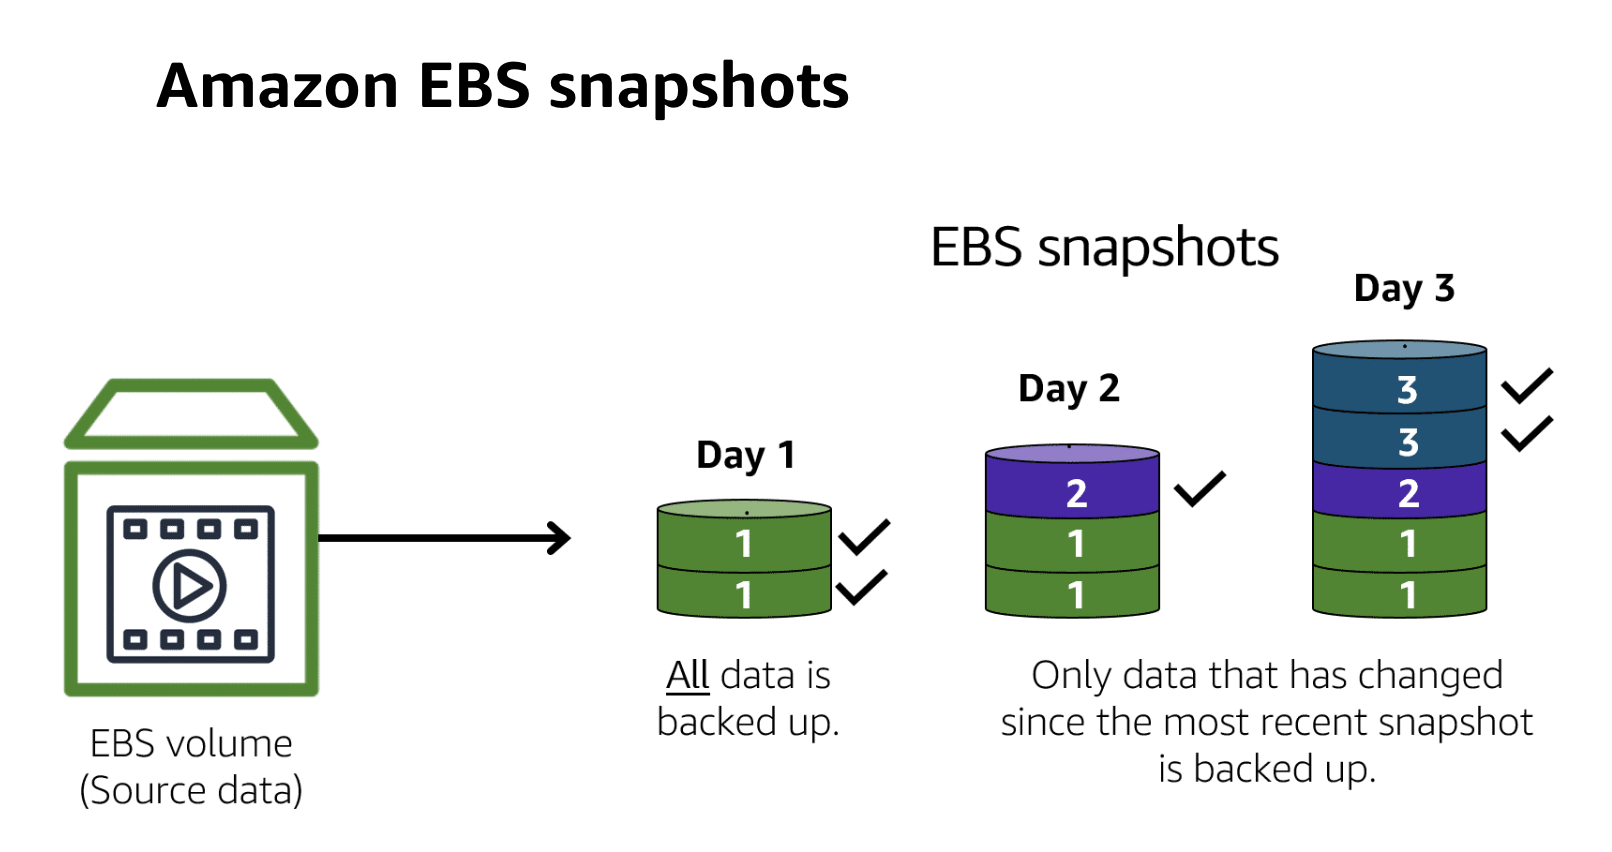 Amazon EBS snapshots
EBS snapshots
Day 1
Day 2
Day 3
1
1
2
1
1
3
3
2
1
1
EBS volume
(Source data)
All data is
backed up.
Only data that has changed
since the most recent snapshot
is backed up.